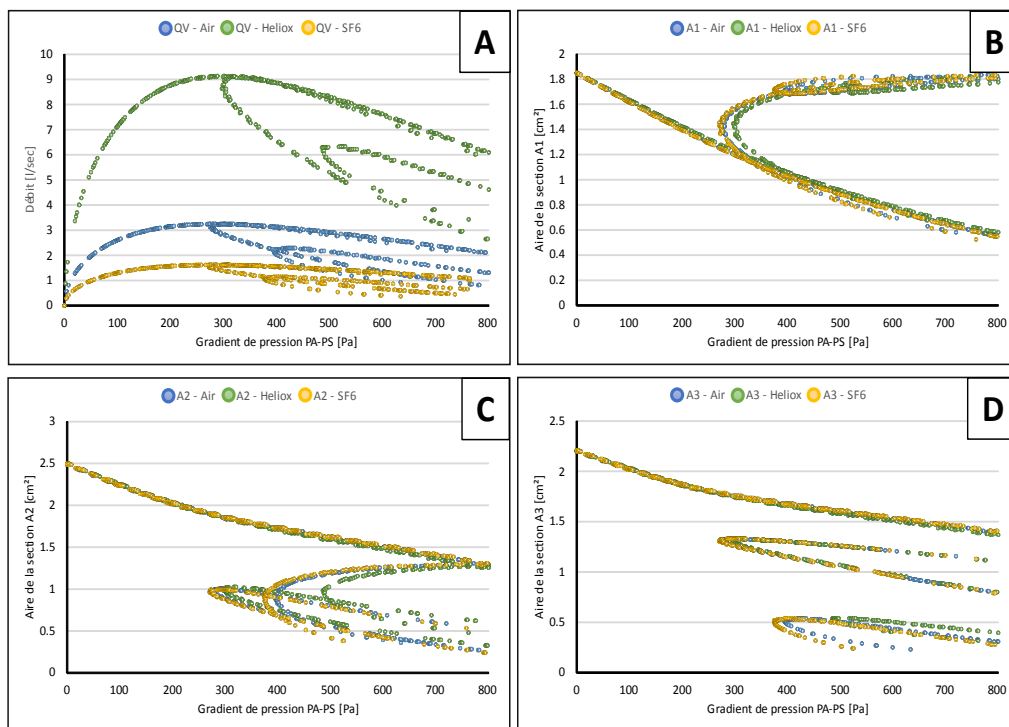 QV - Air QV - Heliox QV - SF6
A
Débit [l/sec]
10
9
8
7
6
5
4
3
2
1
0
0 100 200 300 400 500 600 700 800
Gradient de pression PA-PS [Pa]
A1 - Air A1 - Heliox A1 - SF6
B
Aire de la section A1 [cm²]
2
1.8
1.6
1.4
1.2
1
0.8
0.6
0.4
0.2
0
0 100 200 300 400 500 600 700 800
Gradient de pression PA-PS [Pa]
A2 - Air A2 - Heliox A2 - SF6
C
Aire de la section A2 [cm²]
3
2.5
2
1.5
1
0.5
0
0 100 200 300 400 500 600 700 800
Gradient de pression PA-PS [Pa]
A3 - Air A3 - Heliox A3 - SF6
D
Aire de la section A3 [cm²]
2.5
2
1.5
1
0.5
0
0 100 200 300 400 500 600 700 800
Gradient de pression PA-PS [Pa]